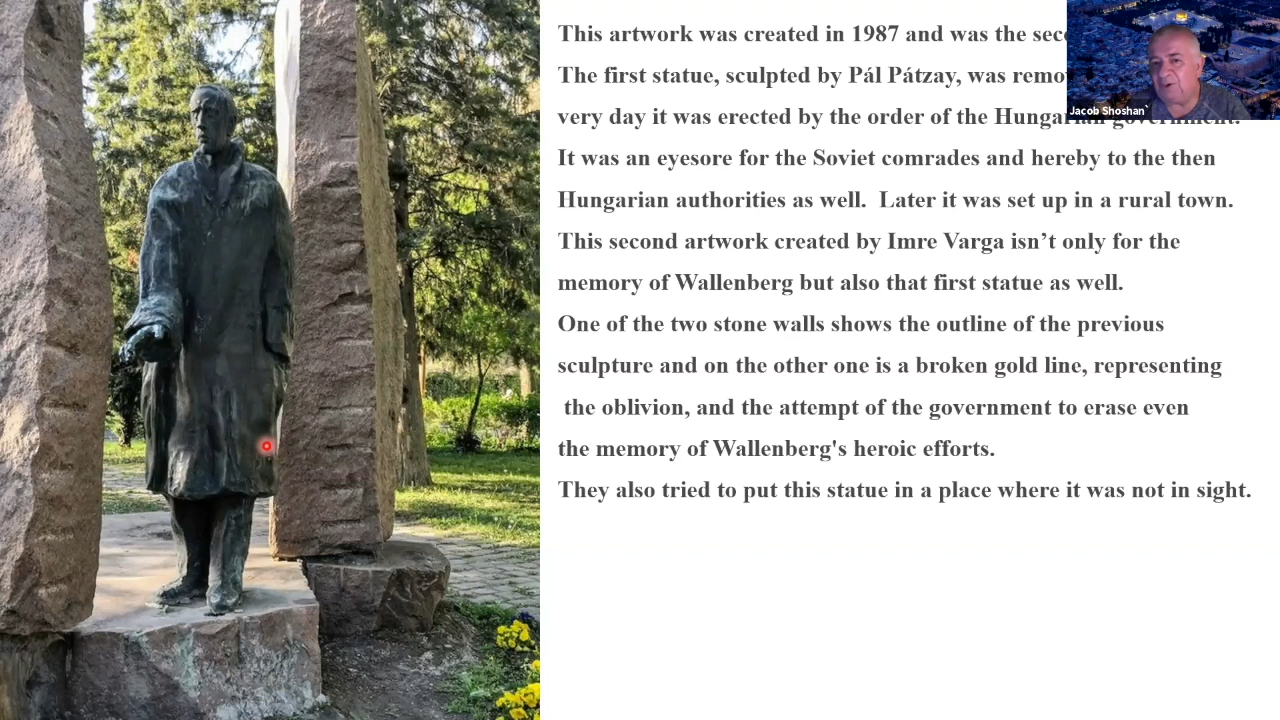 This artwork was created in 1987 and was the
The first statue, sculpted by Pál Pátzay, was
very day it was erected by the order of the Hungarian government.
It was an eyesore for the Soviet comrades and hereby to the then
Hungarian authorities as well.  Later it was set up in a rural town.
This second artwork created by Imre Varga isn’t only for the
memory of Wallenberg but also that first statue as well.
One of the two stone walls shows the outline of the previous
sculpture and on the other one is a broken gold line, representing
the oblivion, and the attempt of the government to erase even
the memory of Wallenberg's heroic efforts.
They also tried to put this statue in a place where it was not in sight.
Jacob Shoshan`